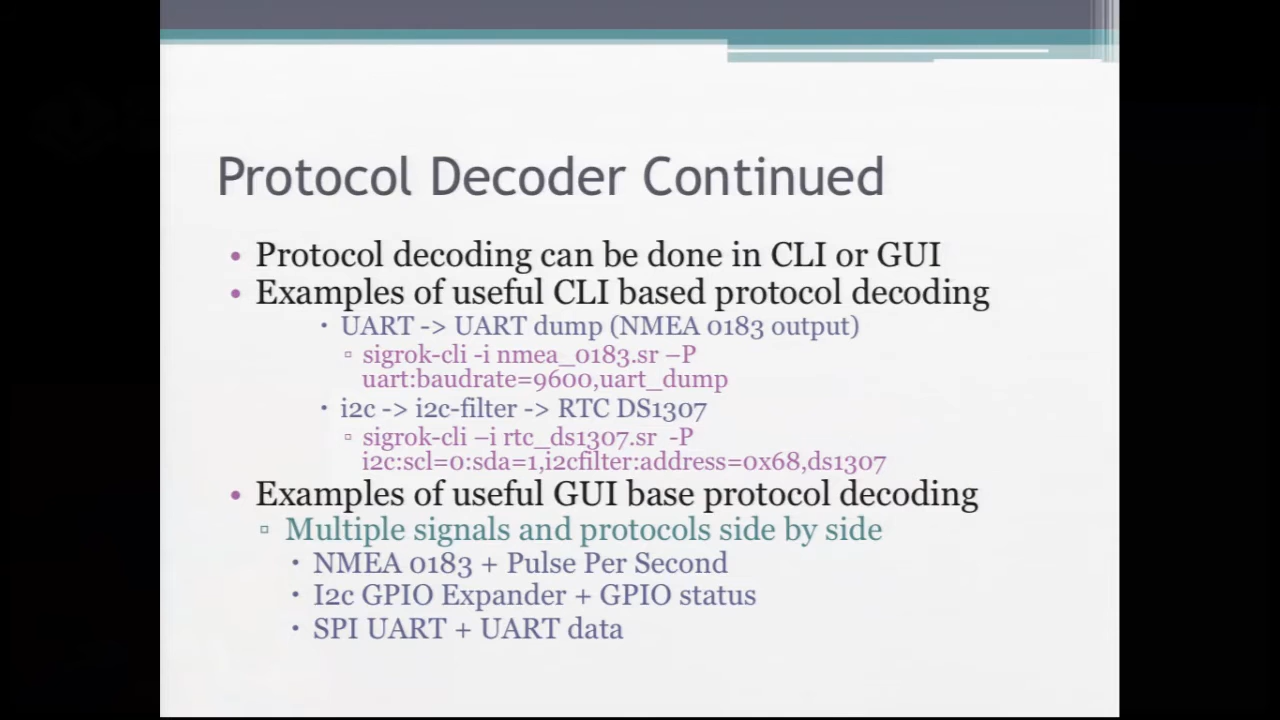 Protocol Decoder Continued
• Protocol decoding can be done in CLI or GUI
• Examples of useful CLI based protocol decoding
• UART -> UART dump (NMEA 0183 output)
▫ sigrok-cli -i nmea_0183.sr –P
uart:baudrate=9600,uart_dump
• i2c -> i2c-filter -> RTC DS1307
▫ sigrok-cli –i rtc_ds1307.sr -P
i2c:scl=0:sda=1,i2cfilter:address=0x68,ds1307
• Examples of useful GUI base protocol decoding
▫ Multiple signals and protocols side by side
• NMEA 0183 + Pulse Per Second
• I2c GPIO Expander + GPIO status
• SPI UART + UART data